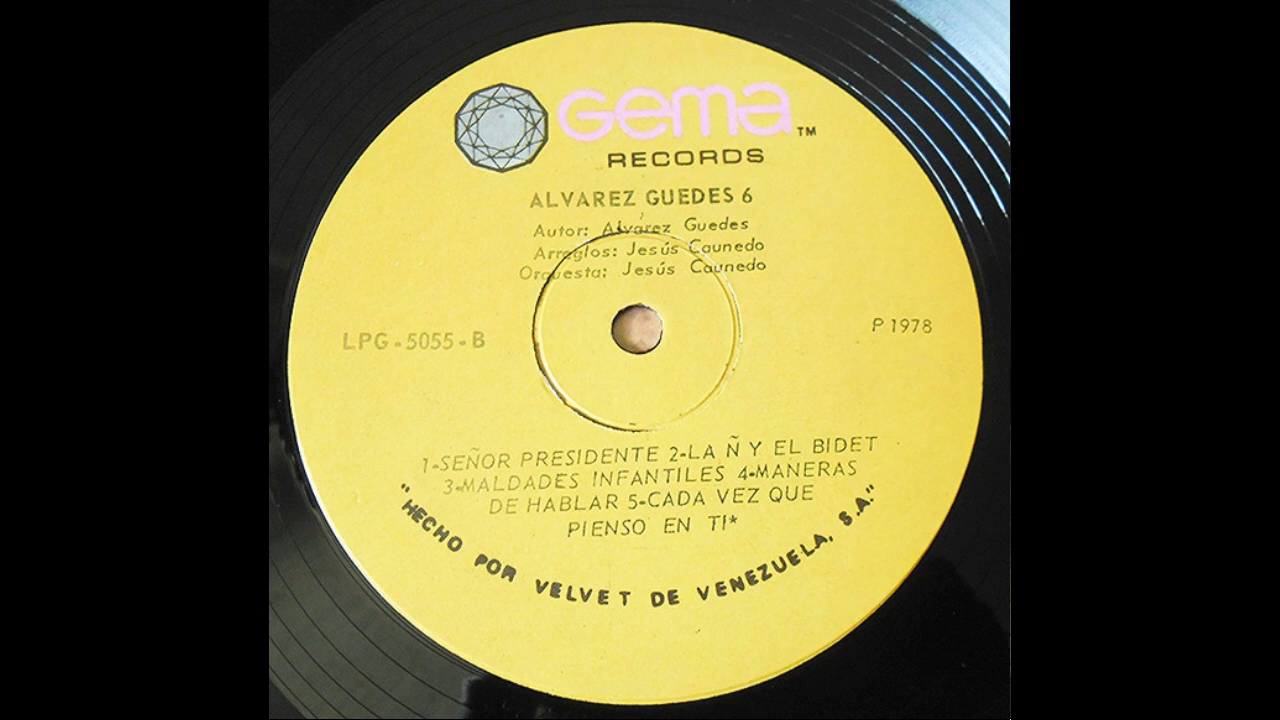 Gema TM
RECORDS
ALVAREZ GUEDES 6
Autor: Alvarez Guedes
Arreglos: Jesús Caunedo
Orquesta: Jesús Caunedo
LPG-5055-B
P 1978
1-SEÑOR PRESIDENTE 2-LA Ñ Y EL BIDET
3-MALDADES INFANTILES 4-MANERAS
DE HABLAR 5-CADA VEZ QUE
PIENSO EN TI*
"HECHO POR VELVET DE VENEZUELA, S.A."